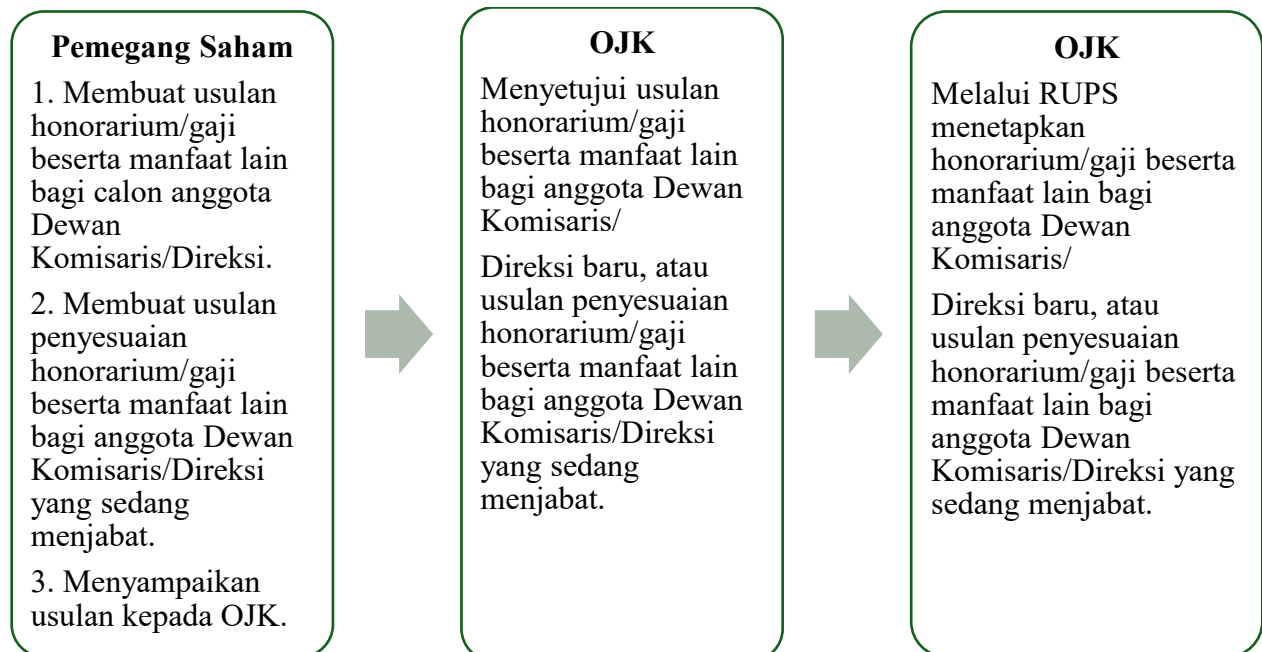 Pemegang Saham
1. Membuat usulan
honorarium/gaji
beserta manfaat lain
bagi calon anggota
Dewan
Komisaris/Direksi.
2. Membuat usulan
penyesuaian
honorarium/gaji
beserta manfaat lain
bagi anggota Dewan
Komisaris/Direksi
yang sedang
menjabat.
3. Menyampaikan
usulan kepada OJK.
OJK
Menyetujui usulan
honorarium/gaji
beserta manfaat lain
bagi anggota Dewan
Komisaris/
Direksi baru, atau
usulan penyesuaian
honorarium/gaji
beserta manfaat lain
bagi anggota Dewan
Komisaris/Direksi
yang sedang
menjabat.
OJK
Melalui RUPS
menetapkan
honorarium/gaji beserta
manfaat lain bagi
anggota Dewan
Komisaris/
Direksi baru, atau
usulan penyesuaian
honorarium/gaji beserta
manfaat lain bagi
anggota Dewan
Komisaris/Direksi yang
sedang menjabat.